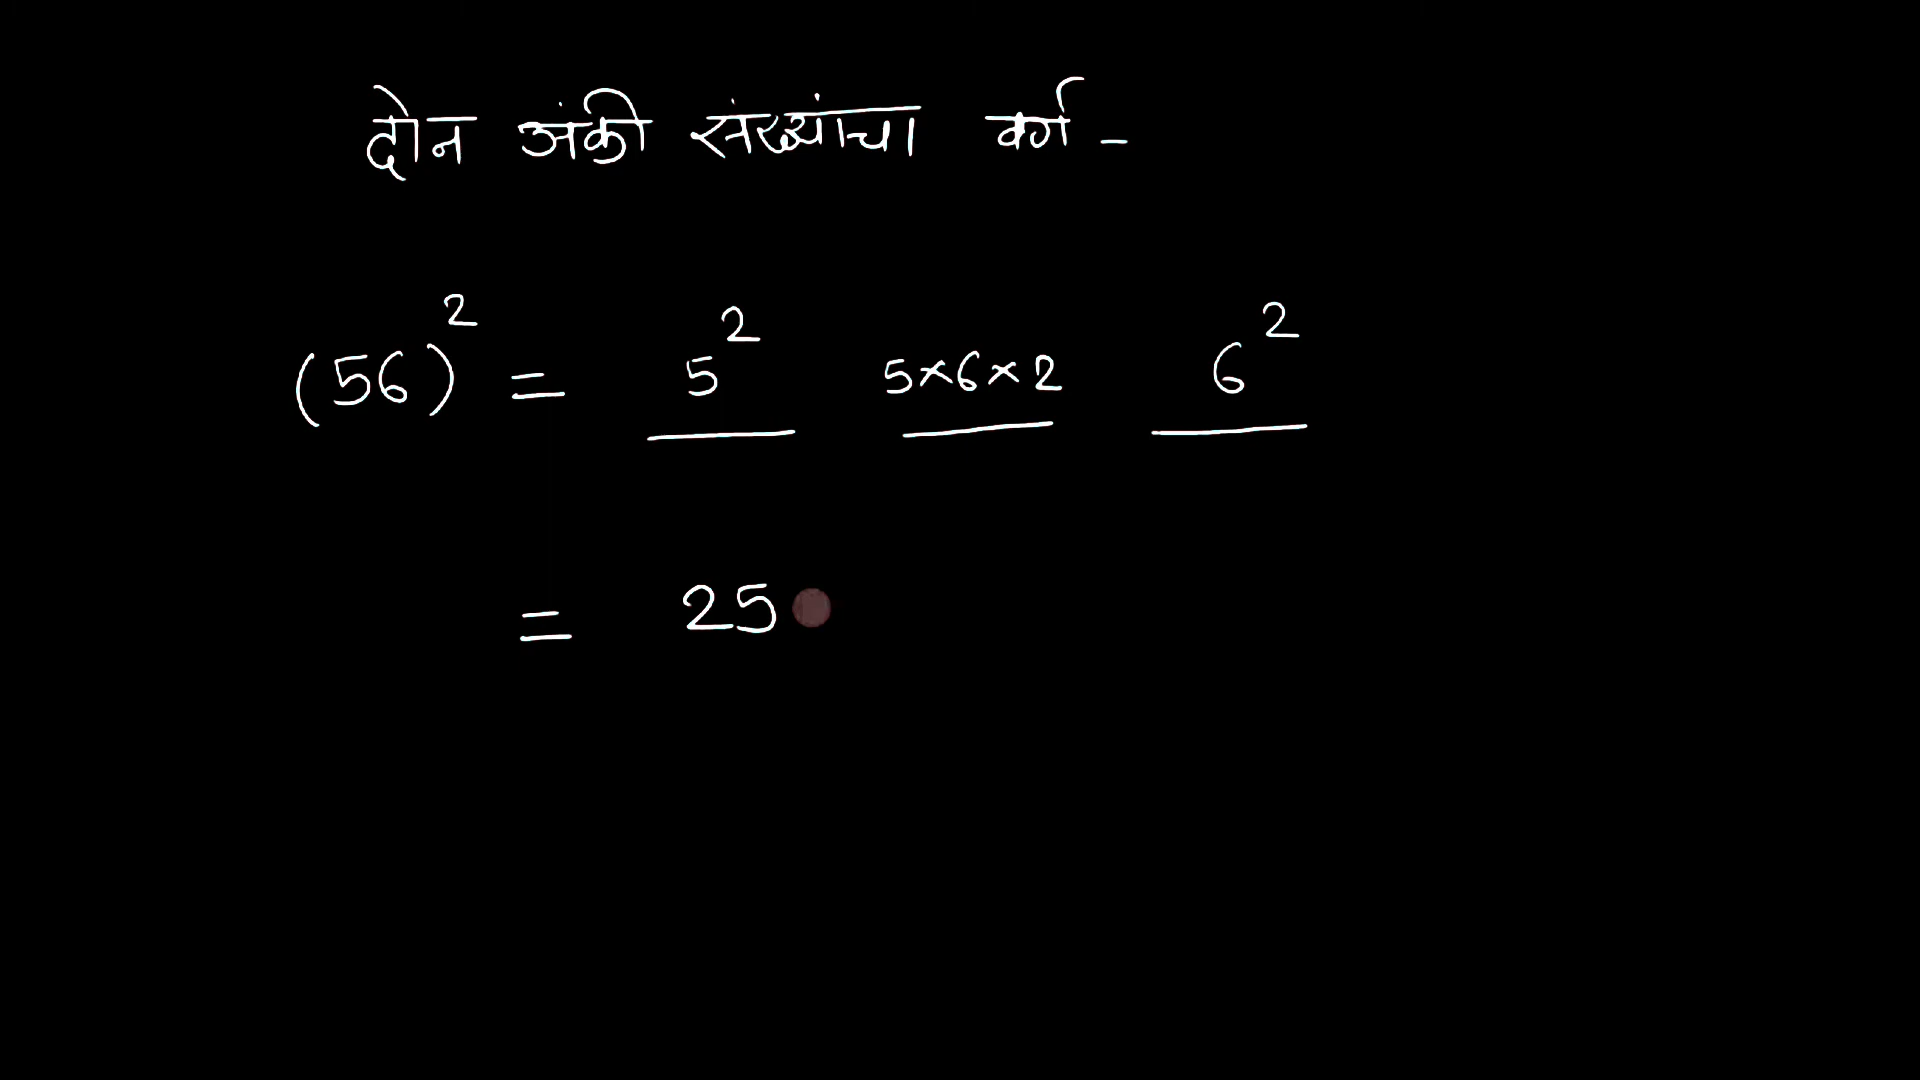 दोन अंकी संख्यांचा वर्ग -
(56)² = 5² 5×6×2 6²
= 25